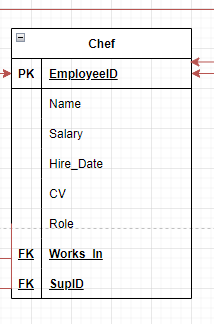 Chef
PK EmployeeID
Name
Salary
Hire_Date
CV
Role
FK Works_In
FK SupID